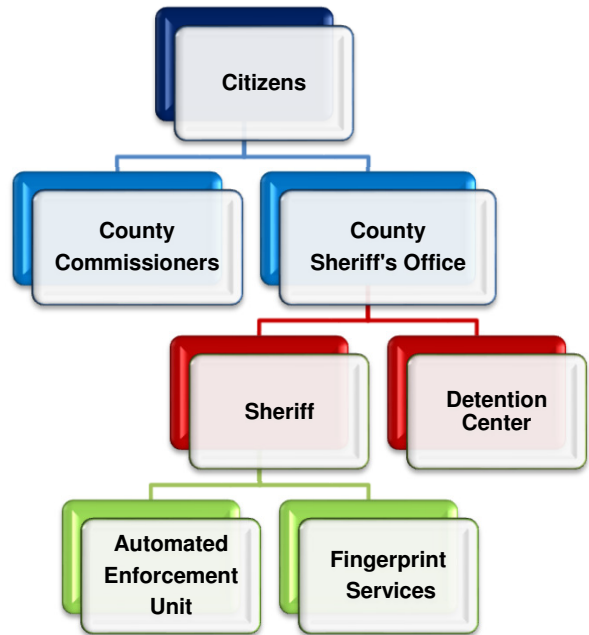 Citizens
County
Commissioners
County
Sheriff's Office
Sheriff
Detention
Center
Automated
Enforcement
Unit
Fingerprint
Services